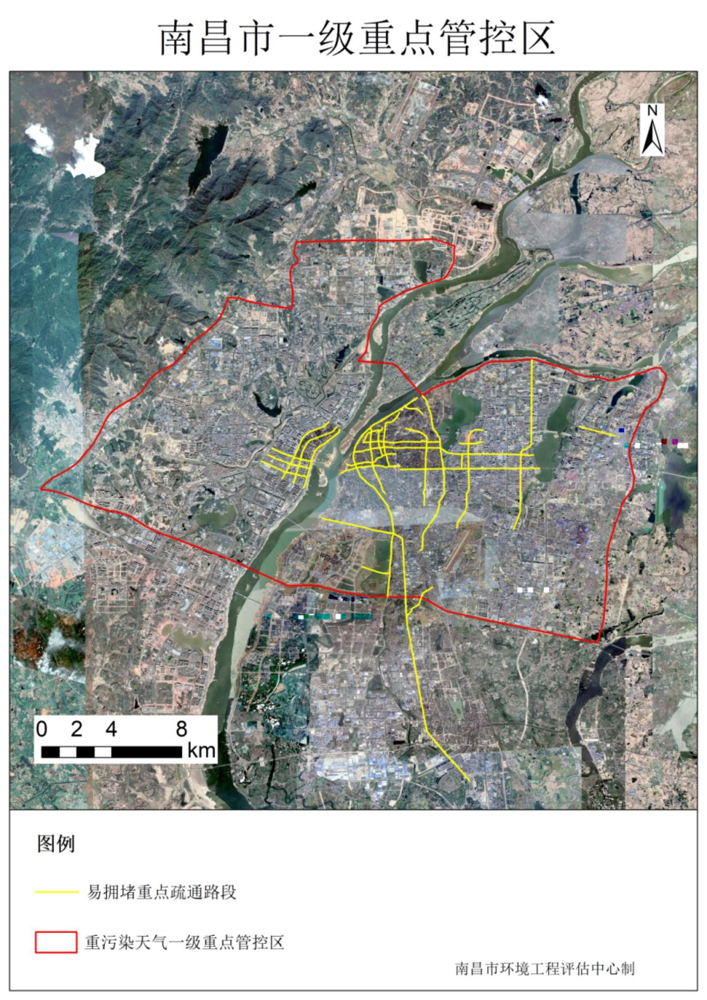 南昌市一级重点管控区
N
0 2 4 8
km
图例
易拥堵重点疏通路段
重污染天气一级重点管控区
南昌市环境工程评估中心制